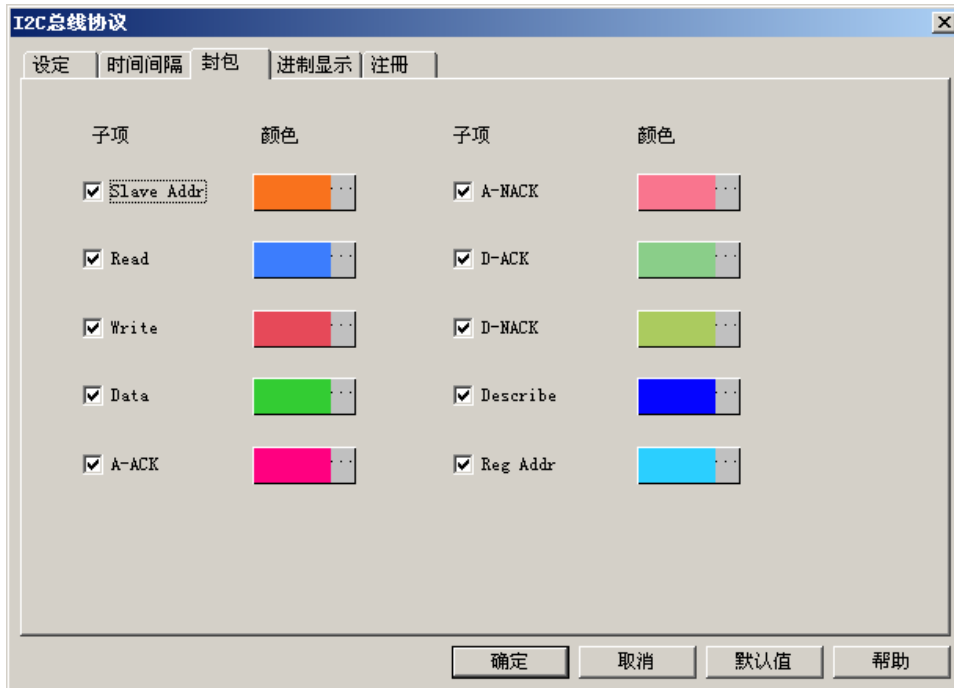 I2C总线协议
设定 时间间隔 封包 进制显示 注册
子项 颜色 子项 颜色
Slave Addr ... A-NACK ...
Read ... D-ACK ...
Write ... D-NACK ...
Data ... Describe ...
A-ACK ... Reg Addr ...
确定 取消 默认值 帮助